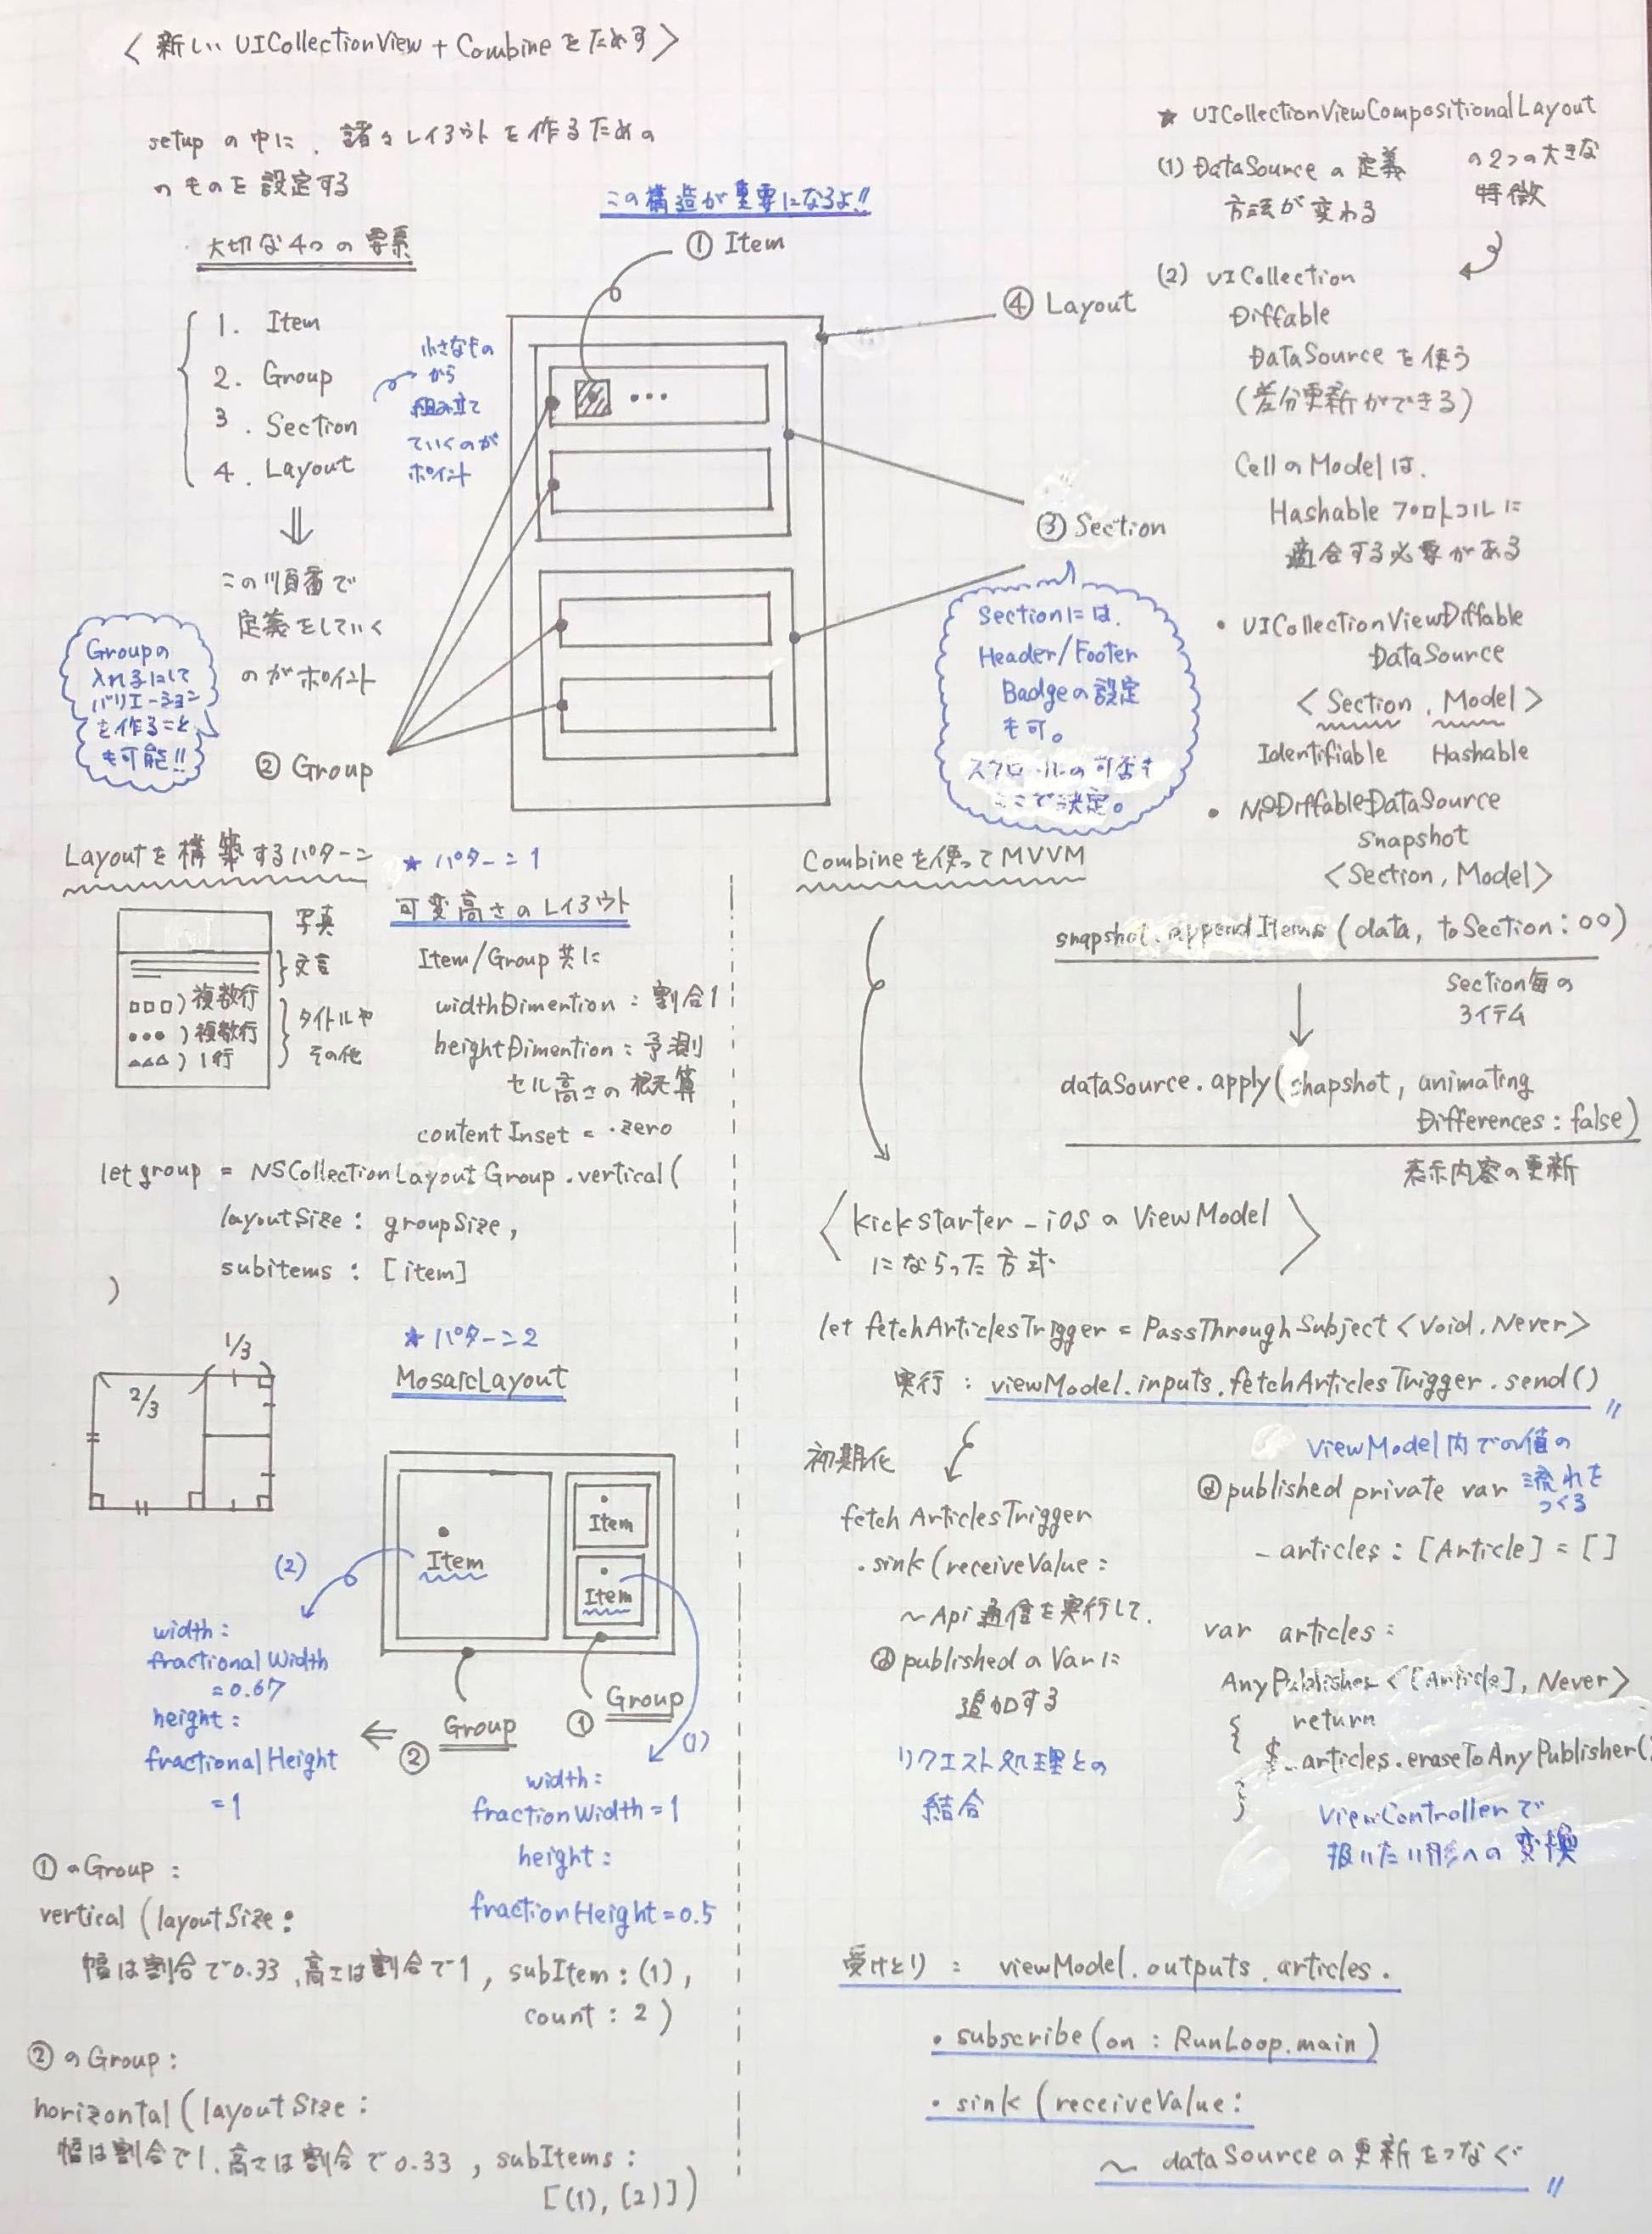 〈 新しい UICollectionView + Combine をためす 〉
setup の中に、諸々レイアウトを作るための
のものを設定する
大切な4つの要素
1. Item
2. Group
3. Section
4. Layout
小さなもの
から
組み立て
ていくのが
ポイント
⇓
この順番で
定義をしていく
のがポイント
Groupの
入れ子にして
バリエーション
を作ること
も可能!!
この構造が重要になるよ!!
① Item
② Group
③ Section
④ Layout
Sectionには、
Header/Footer
Badgeの設定
も可。
スクロールの可否も
ここで決定。
★ UICollectionViewCompositionalLayout
の2つの大きな
特徴
(1) DataSource の定義
方法が変わる
(2) UICollection
Diffable
DataSource を使う
(差分更新ができる)
CellのModelは、
Hashable プロトコルに
適合する必要がある
• UICollectionViewDiffable
DataSource
<Section, Model>
Identifiable Hashable
• NSDiffableDataSource
Snapshot
<Section, Model>
snapshot.appendItems(data, toSection: ○○)
Section毎の
3イテム
dataSource.apply(snapshot, animating
Differences: false)
表示内容の更新
Layoutを構築するパターン
写真
文言
□□□) 複数行
●●●) 複数行
△△△) 1行
タイトルや
その他
★ パターン1
可変高さのレイアウト
Item/Group 共に
widthDimention : 割合1
heightDimention : 予測
セル高さの概算
contentInset = .zero
let group = NSCollectionLayoutGroup.vertical(
layoutSize : groupSize,
subitems : [item]
)
★ パターン2
MosaicLayout
2/3
1/3
Item
Item
Item
(2)
width:
fractionalWidth
=0.67
height:
fractionalHeight
=1
⇐ ② Group
① Group
(1)
width:
fractionWidth=1
height:
fractionHeight=0.5
① のGroup :
vertical (layoutSize:
幅は割合で0.33、高さは割合で1, subItem : (1),
count : 2)
② のGroup :
horizontal (layoutSize :
幅は割合で1、高さは割合で0.33, subItems :
[(1), (2)])
Combineを使ってMVVM
〈 kickstarter-iOS の ViewModel
にならった方式 〉
let fetchArticlesTrigger = PassThroughSubject<Void, Never>
実行 : viewModel.inputs.fetchArticlesTrigger.send()
初期化
fetchArticlesTrigger
.sink(receiveValue:
〜Api通信を実行して、
@published の Varに
追加する
リクエスト処理との
結合
ViewModel内での値の
流れを
つくる
@published private var
_articles : [Article] = []
var articles :
AnyPublisher<[Article], Never>
{ return
$_articles.eraseToAnyPublisher()
}
ViewControllerで
扱いたい形への変換
受けとり : viewModel.outputs.articles.
• subscribe(on : RunLoop.main)
• sink (receiveValue:
〜 dataSource の更新をつなぐ